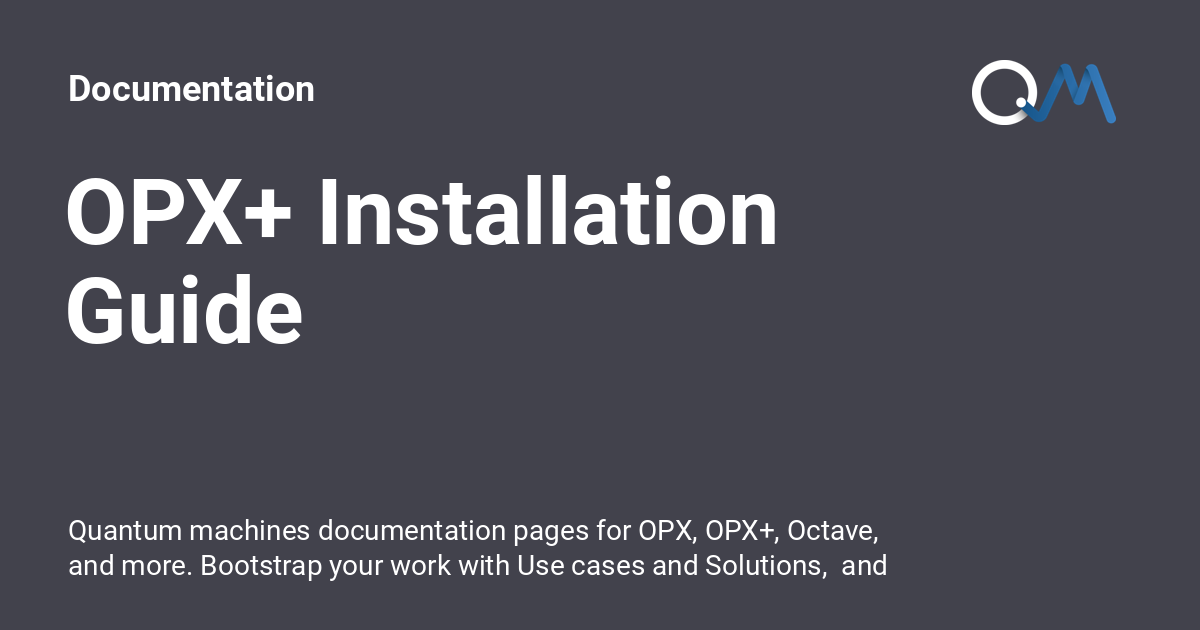 Documentation
QM
OPX+ Installation
Guide
Quantum machines documentation pages for OPX, OPX+, Octave,
and more. Bootstrap your work with Use cases and Solutions,  and